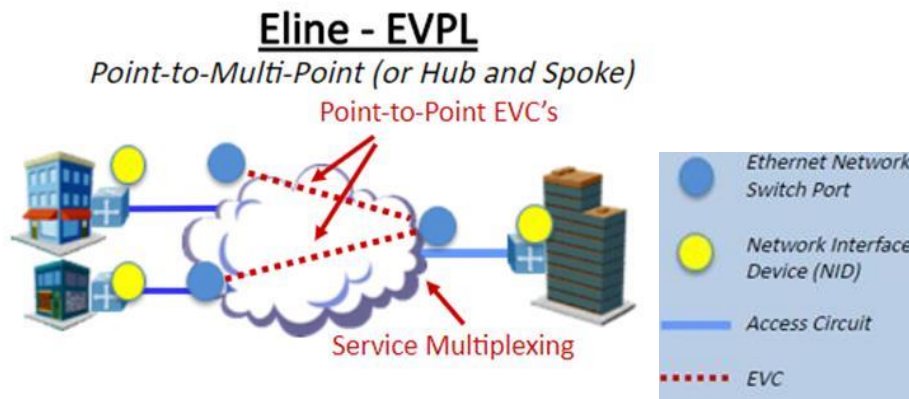 Eline - EVPL
Point-to-Multi-Point (or Hub and Spoke)
Point-to-Point EVC's
Service Multiplexing
Ethernet Network
Switch Port
Network Interface
Device (NID)
Access Circuit
EVC